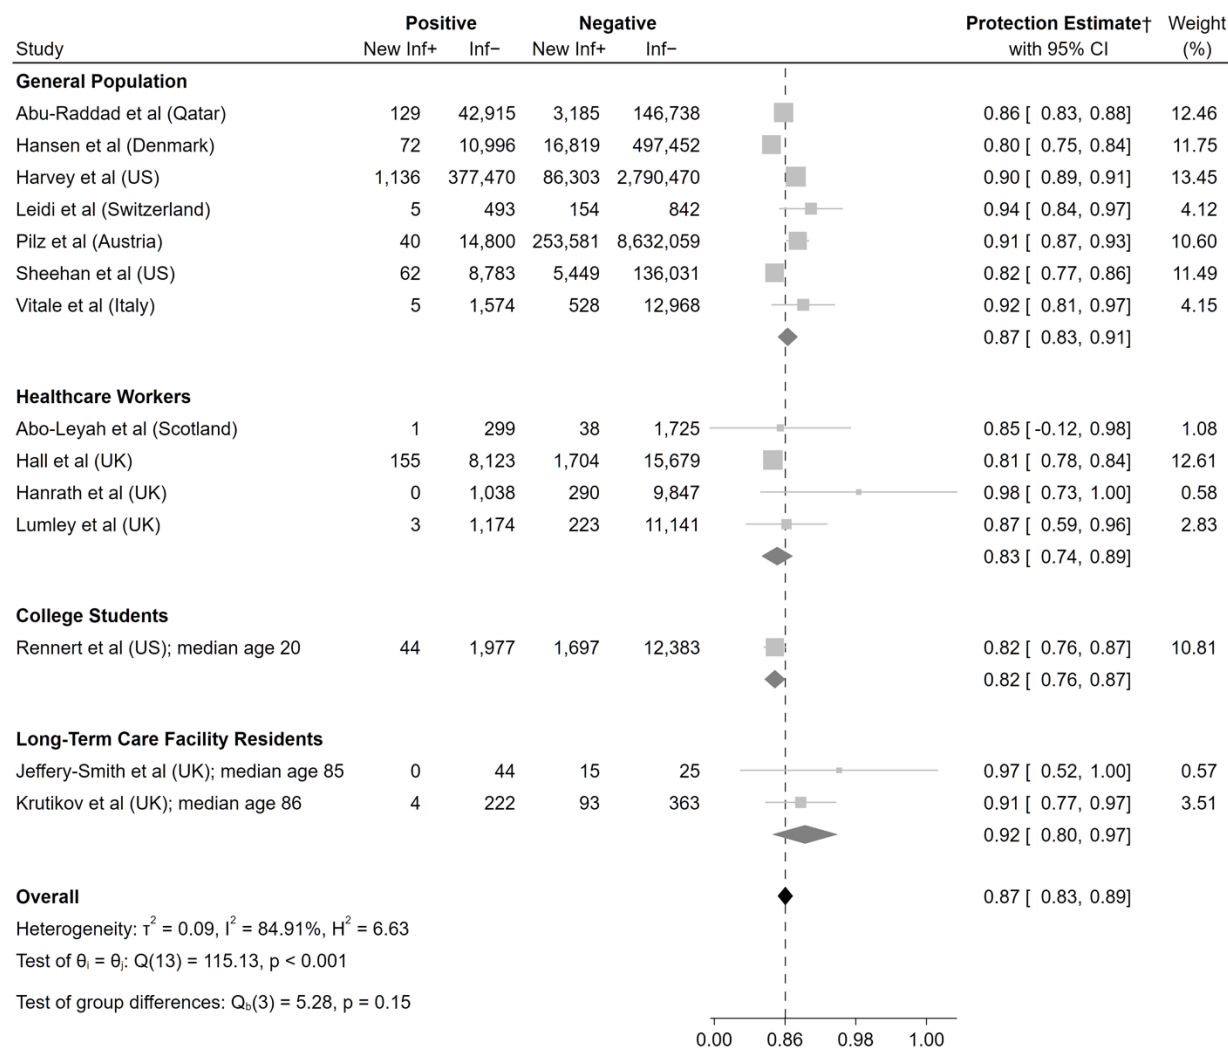 Positive Negative Protection Estimate† Weight
Study New Inf+ Inf− New Inf+ Inf− with 95% CI (%)
General Population
Abu-Raddad et al (Qatar) 129 42,915 3,185 146,738 0.86 [ 0.83, 0.88] 12.46
Hansen et al (Denmark) 72 10,996 16,819 497,452 0.80 [ 0.75, 0.84] 11.75
Harvey et al (US) 1,136 377,470 86,303 2,790,470 0.90 [ 0.89, 0.91] 13.45
Leidi et al (Switzerland) 5 493 154 842 0.94 [ 0.84, 0.97] 4.12
Pilz et al (Austria) 40 14,800 253,581 8,632,059 0.91 [ 0.87, 0.93] 10.60
Sheehan et al (US) 62 8,783 5,449 136,031 0.82 [ 0.77, 0.86] 11.49
Vitale et al (Italy) 5 1,574 528 12,968 0.92 [ 0.81, 0.97] 4.15
0.87 [ 0.83, 0.91]
Healthcare Workers
Abo-Leyah et al (Scotland) 1 299 38 1,725 0.85 [ -0.12, 0.98] 1.08
Hall et al (UK) 155 8,123 1,704 15,679 0.81 [ 0.78, 0.84] 12.61
Hanrath et al (UK) 0 1,038 290 9,847 0.98 [ 0.73, 1.00] 0.58
Lumley et al (UK) 3 1,174 223 11,141 0.87 [ 0.59, 0.96] 2.83
0.83 [ 0.74, 0.89]
College Students
Rennert et al (US); median age 20 44 1,977 1,697 12,383 0.82 [ 0.76, 0.87] 10.81
0.82 [ 0.76, 0.87]
Long-Term Care Facility Residents
Jeffery-Smith et al (UK); median age 85 0 44 15 25 0.97 [ 0.52, 1.00] 0.57
Krutikov et al (UK); median age 86 4 222 93 363 0.91 [ 0.77, 0.97] 3.51
0.92 [ 0.80, 0.97]
Overall 0.87 [ 0.83, 0.89]
Heterogeneity: τ² = 0.09, I² = 84.91%, H² = 6.63
Test of θᵢ = θⱼ: Q(13) = 115.13, p < 0.001
Test of group differences: Q_b(3) = 5.28, p = 0.15
0.00 0.86 0.98 1.00